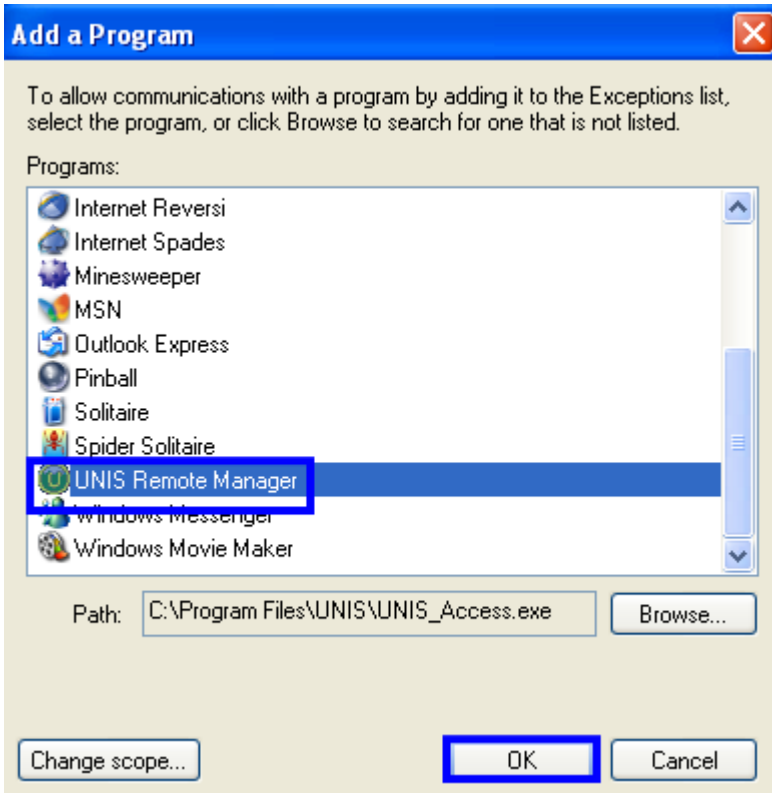 Add a Program
To allow communications with a program by adding it to the Exceptions list,
select the program, or click Browse to search for one that is not listed.
Programs:
Internet Reversi
Internet Spades
Minesweeper
MSN
Outlook Express
Pinball
Solitaire
Spider Solitaire
UNIS Remote Manager
Windows Messenger
Windows Movie Maker
Path: C:\Program Files\UNIS\UNIS_Access.exe Browse...
Change scope... OK Cancel